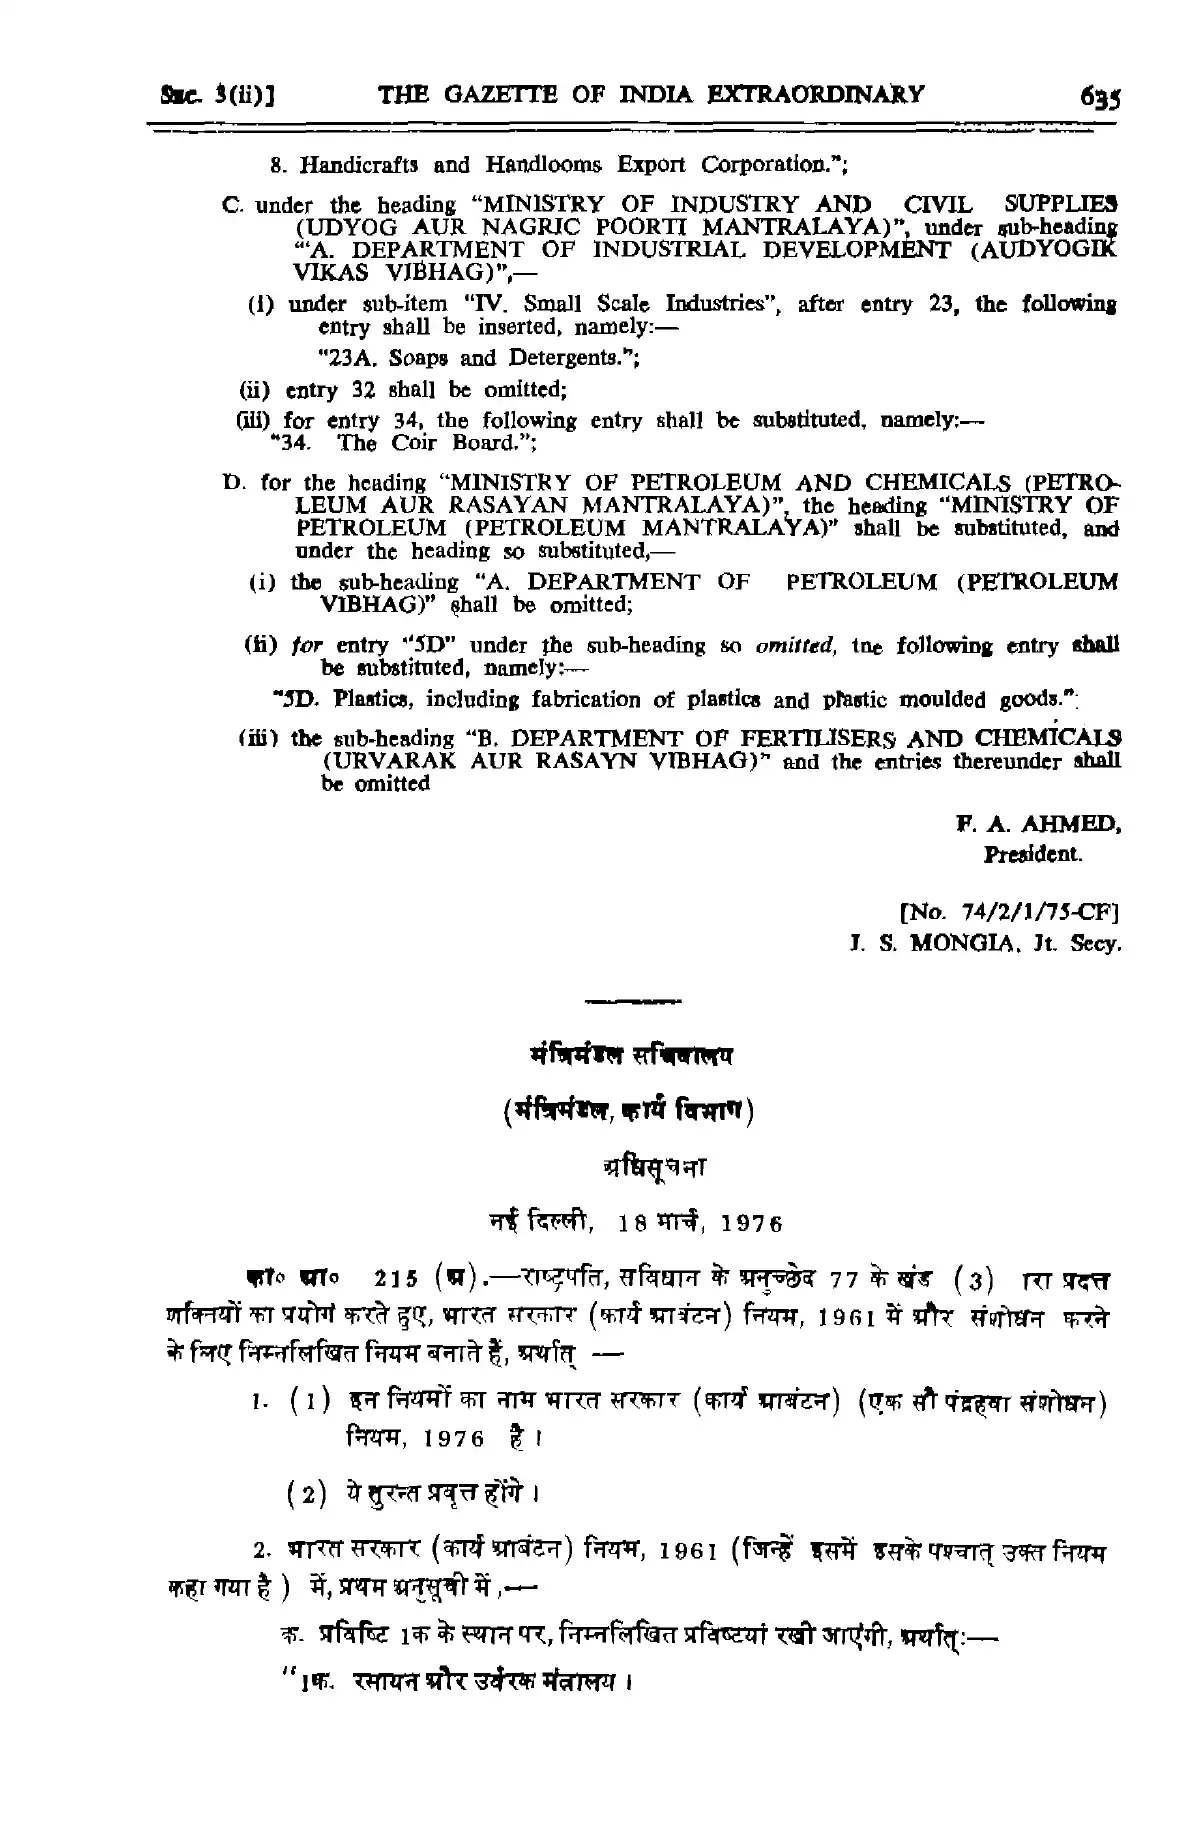 Sec. 3(ii)] THE GAZETTE OF INDIA EXTRAORDINARY 635
8. Handicrafts and Handlooms Export Corporation.";
C. under the heading "MINISTRY OF INDUSTRY AND CIVIL SUPPLIES
(UDYOG AUR NAGRIC POORTI MANTRALAYA)", under sub-heading
"'A. DEPARTMENT OF INDUSTRIAL DEVELOPMENT (AUDYOGIK
VIKAS VIBHAG)",—
(i) under sub-item "IV. Small Scale Industries", after entry 23, the following
entry shall be inserted, namely:—
"23A. Soaps and Detergents.";
(ii) entry 32 shall be omitted;
(iii) for entry 34, the following entry shall be substituted, namely:—
"34. The Coir Board.";
D. for the heading "MINISTRY OF PETROLEUM AND CHEMICALS (PETRO-
LEUM AUR RASAYAN MANTRALAYA)", the heading "MINISTRY OF
PETROLEUM (PETROLEUM MANTRALAYA)" shall be substituted, and
under the heading so substituted,—
(i) the sub-heading "A. DEPARTMENT OF PETROLEUM (PETROLEUM
VIBHAG)" shall be omitted;
(ii) for entry "5D" under the sub-heading so omitted, tne following entry shall
be substituted, namely:—
"5D. Plastics, including fabrication of plastics and plastic moulded goods.";
(iii) the sub-heading "B. DEPARTMENT OF FERTILISERS AND CHEMICALS
(URVARAK AUR RASAYN VIBHAG)" and the entries thereunder shall
be omitted
F. A. AHMED,
President.
[No. 74/2/1/75-CF]
J. S. MONGIA, Jt. Secy.
मंत्रिमंडल सचिवालय
(मंत्रिमंडल, कार्य विभाग)
अधिसूचना
नई दिल्ली, 18 मार्च, 1976
का० आ० 215 (अ).—राष्ट्रपति, संविधान के अनुच्छेद 77 के खंड (3) रा प्रदत्त
शक्तियों का प्रयोग करते हुए, भारत सरकार (कार्य आबंटन) नियम, 1961 में और संशोधन करने
के लिए निम्नलिखित नियम बनाते हैं, अर्थात् —
1. (1) इन नियमों का नाम भारत सरकार (कार्य आबंटन) (एक सौ पंद्रहवा संशोधन)
नियम, 1976 है ।
(2) ये तुरन्त प्रवृत्त होंगे ।
2. भारत सरकार (कार्य आबंटन) नियम, 1961 (जिन्हें इसमें इसके पश्चात् उक्त नियम
कहा गया है ) में, प्रथम अनुसूची में,—
क. प्रविष्टि 1क के स्थान पर, निम्नलिखित प्रविष्टयां रखी जाएंगी, अर्थात्:—
"1क. रसायन और उर्वरक मंत्रालय ।